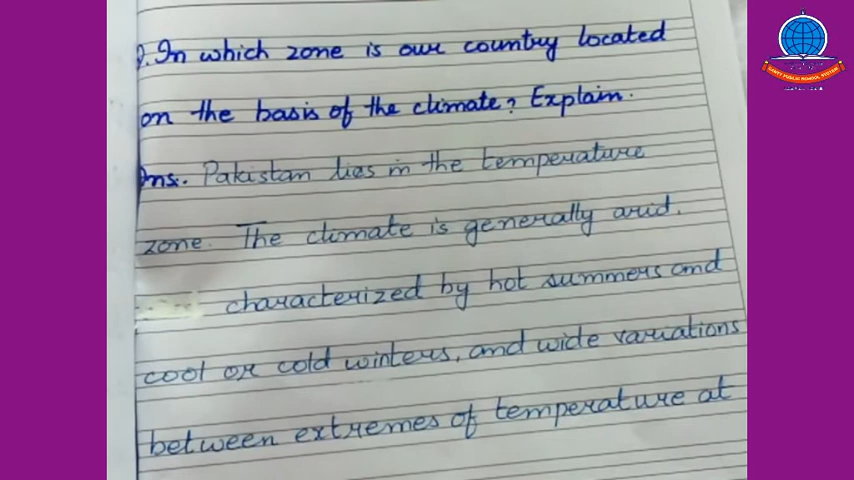 Q. In which zone is our country located
on the basis of the climate? Explain.
Ans. Pakistan lies in the temperature
zone. The climate is generally arid.
characterized by hot summers and
cool or cold winters, and wide variations
between extremes of temperature at